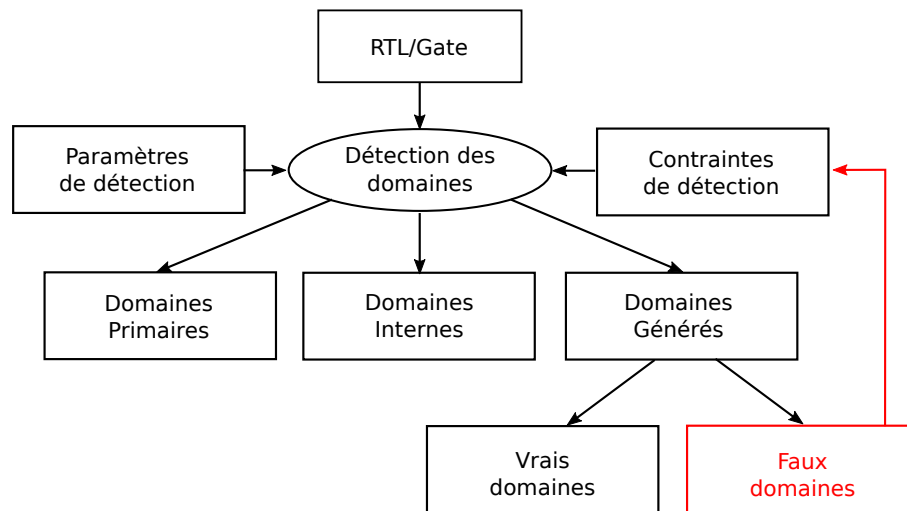 RTL/Gate
Paramètres
de détection
Détection des
domaines
Contraintes
de détection
Domaines
Primaires
Domaines
Internes
Domaines
Générés
Vrais
domaines
Faux
domaines